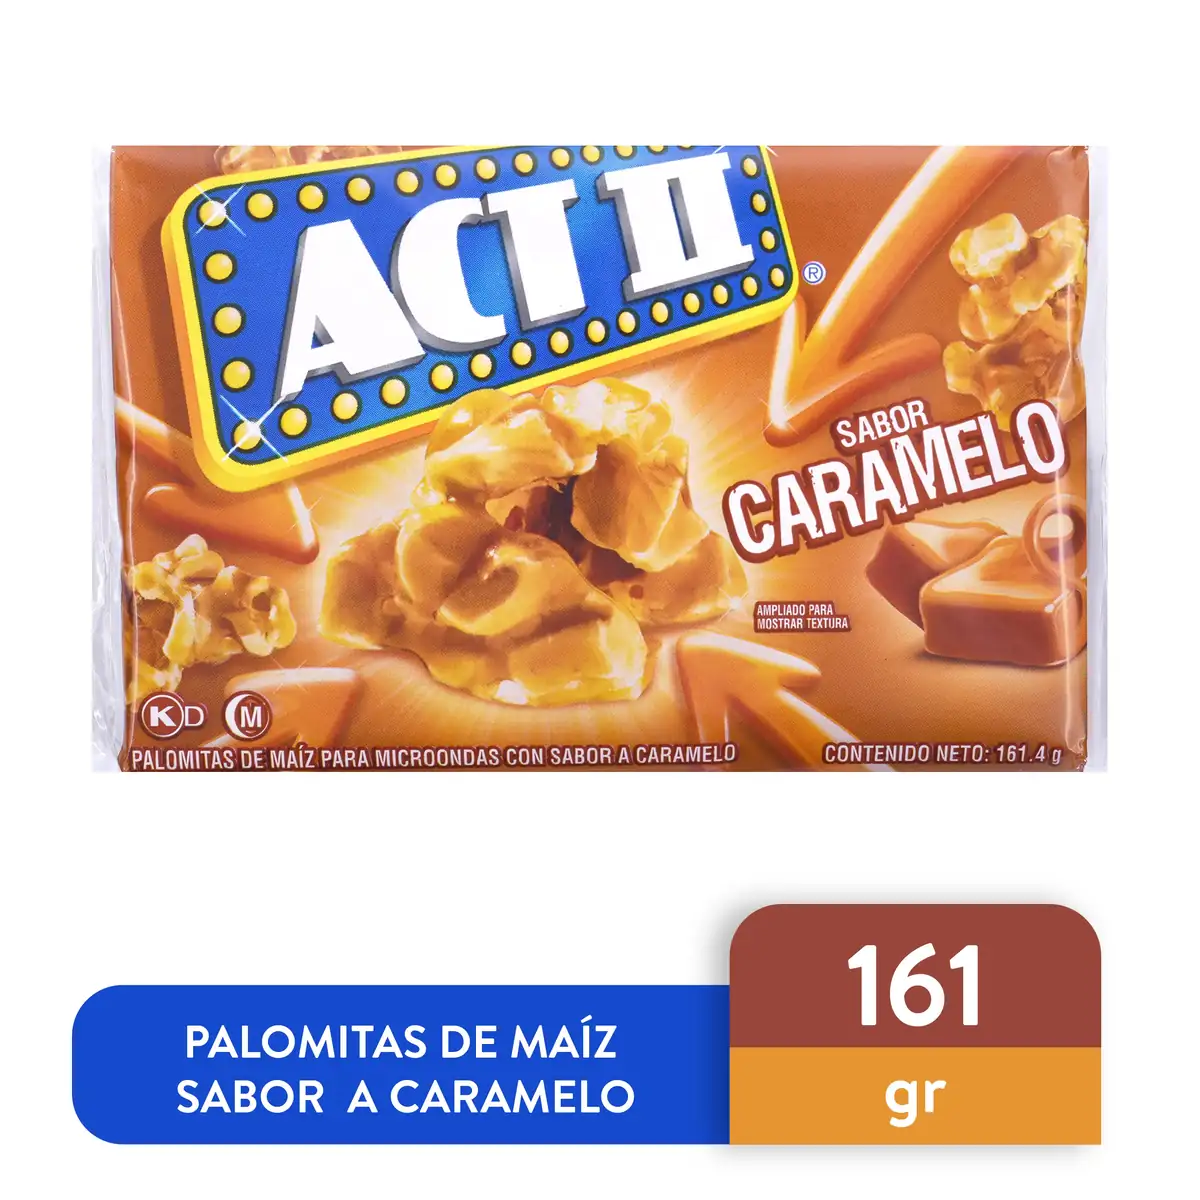 ACT II
®
SABOR
CARAMELO
AMPLIADO PARA
MOSTRAR TEXTURA
K D M
PALOMITAS DE MAÍZ PARA MICROONDAS CON SABOR A CARAMELO
CONTENIDO NETO: 161.4 g
161
gr
PALOMITAS DE MAÍZ
SABOR A CARAMELO